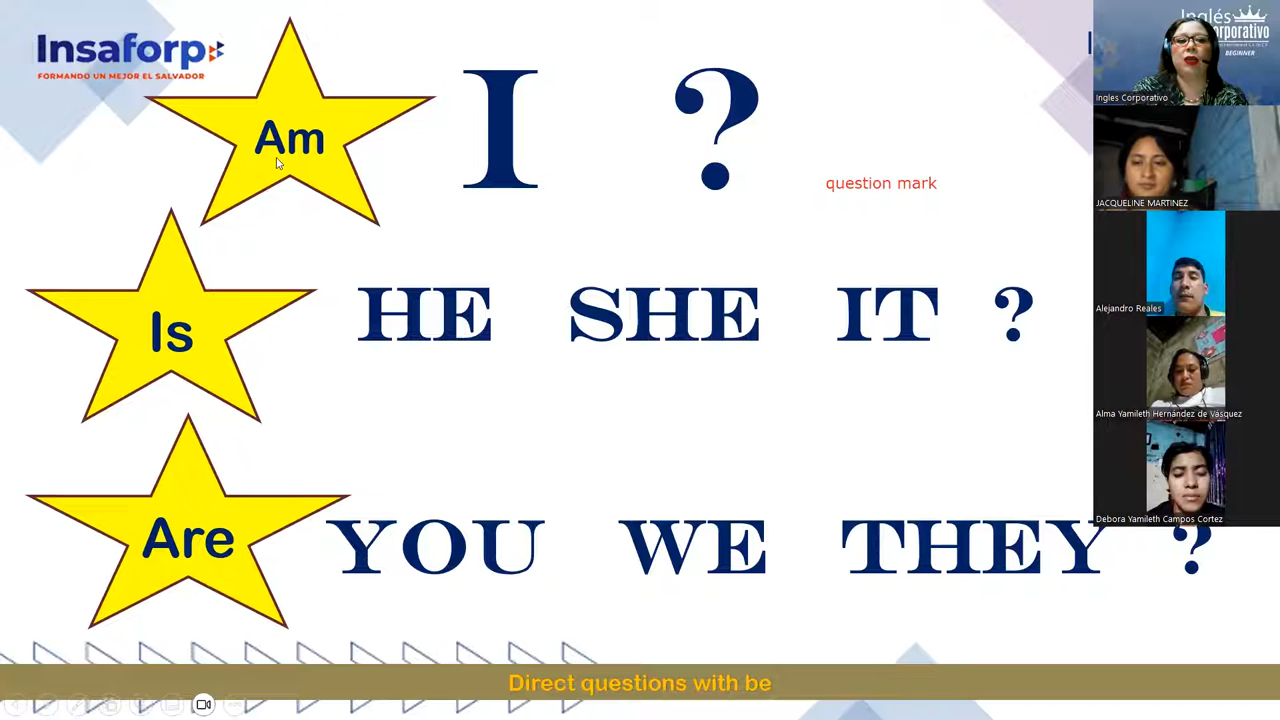 Insaforp
FORMANDO UN MEJOR EL SALVADOR
Am I ?
question mark
Is HE SHE IT ?
Are YOU WE THEY ?
Direct questions with be
Inglés
Corporativo
BEGINNER
Ingles Corporativo
JACQUELINE MARTINEZ
Alejandro Reales
Alma Yamileth Hernández de Vásquez
Debora Yamileth Campos Cortez